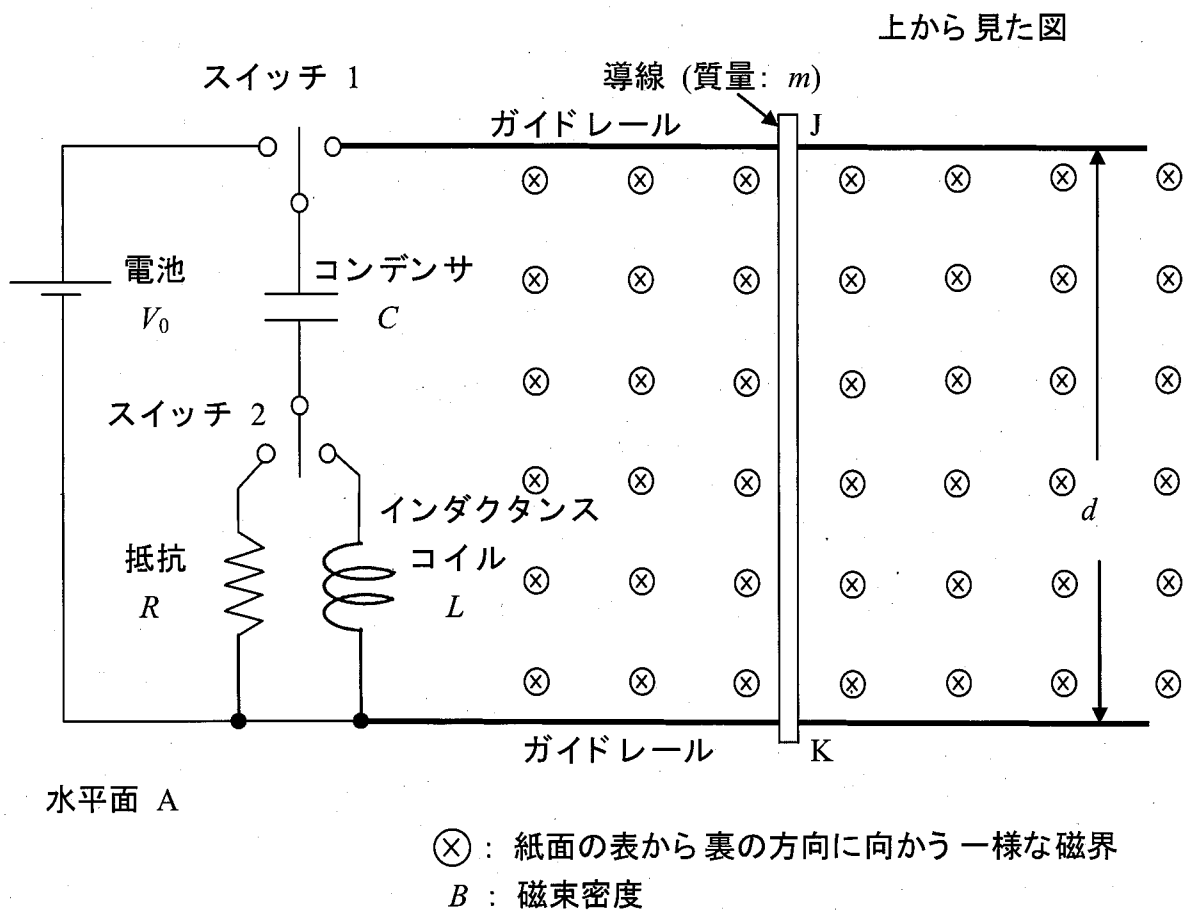 上から見た図
スイッチ 1
導線 (質量: m)
ガイドレール
J
電池
V0
コンデンサ
C
スイッチ 2
d
インダクタンス
コイル
L
抵抗
R
ガイドレール
K
水平面 A
⊗ : 紙面の表から裏の方向に向かう一様な磁界
B : 磁束密度